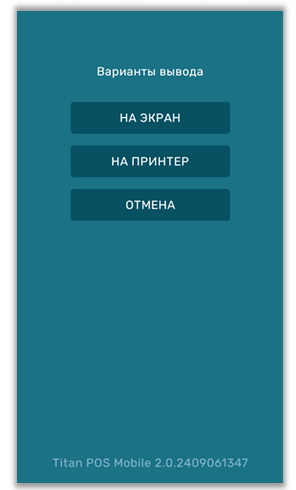 Варианты вывода
НА ЭКРАН
НА ПРИНТЕР
ОТМЕНА
Titan POS Mobile 2.0.2409061347